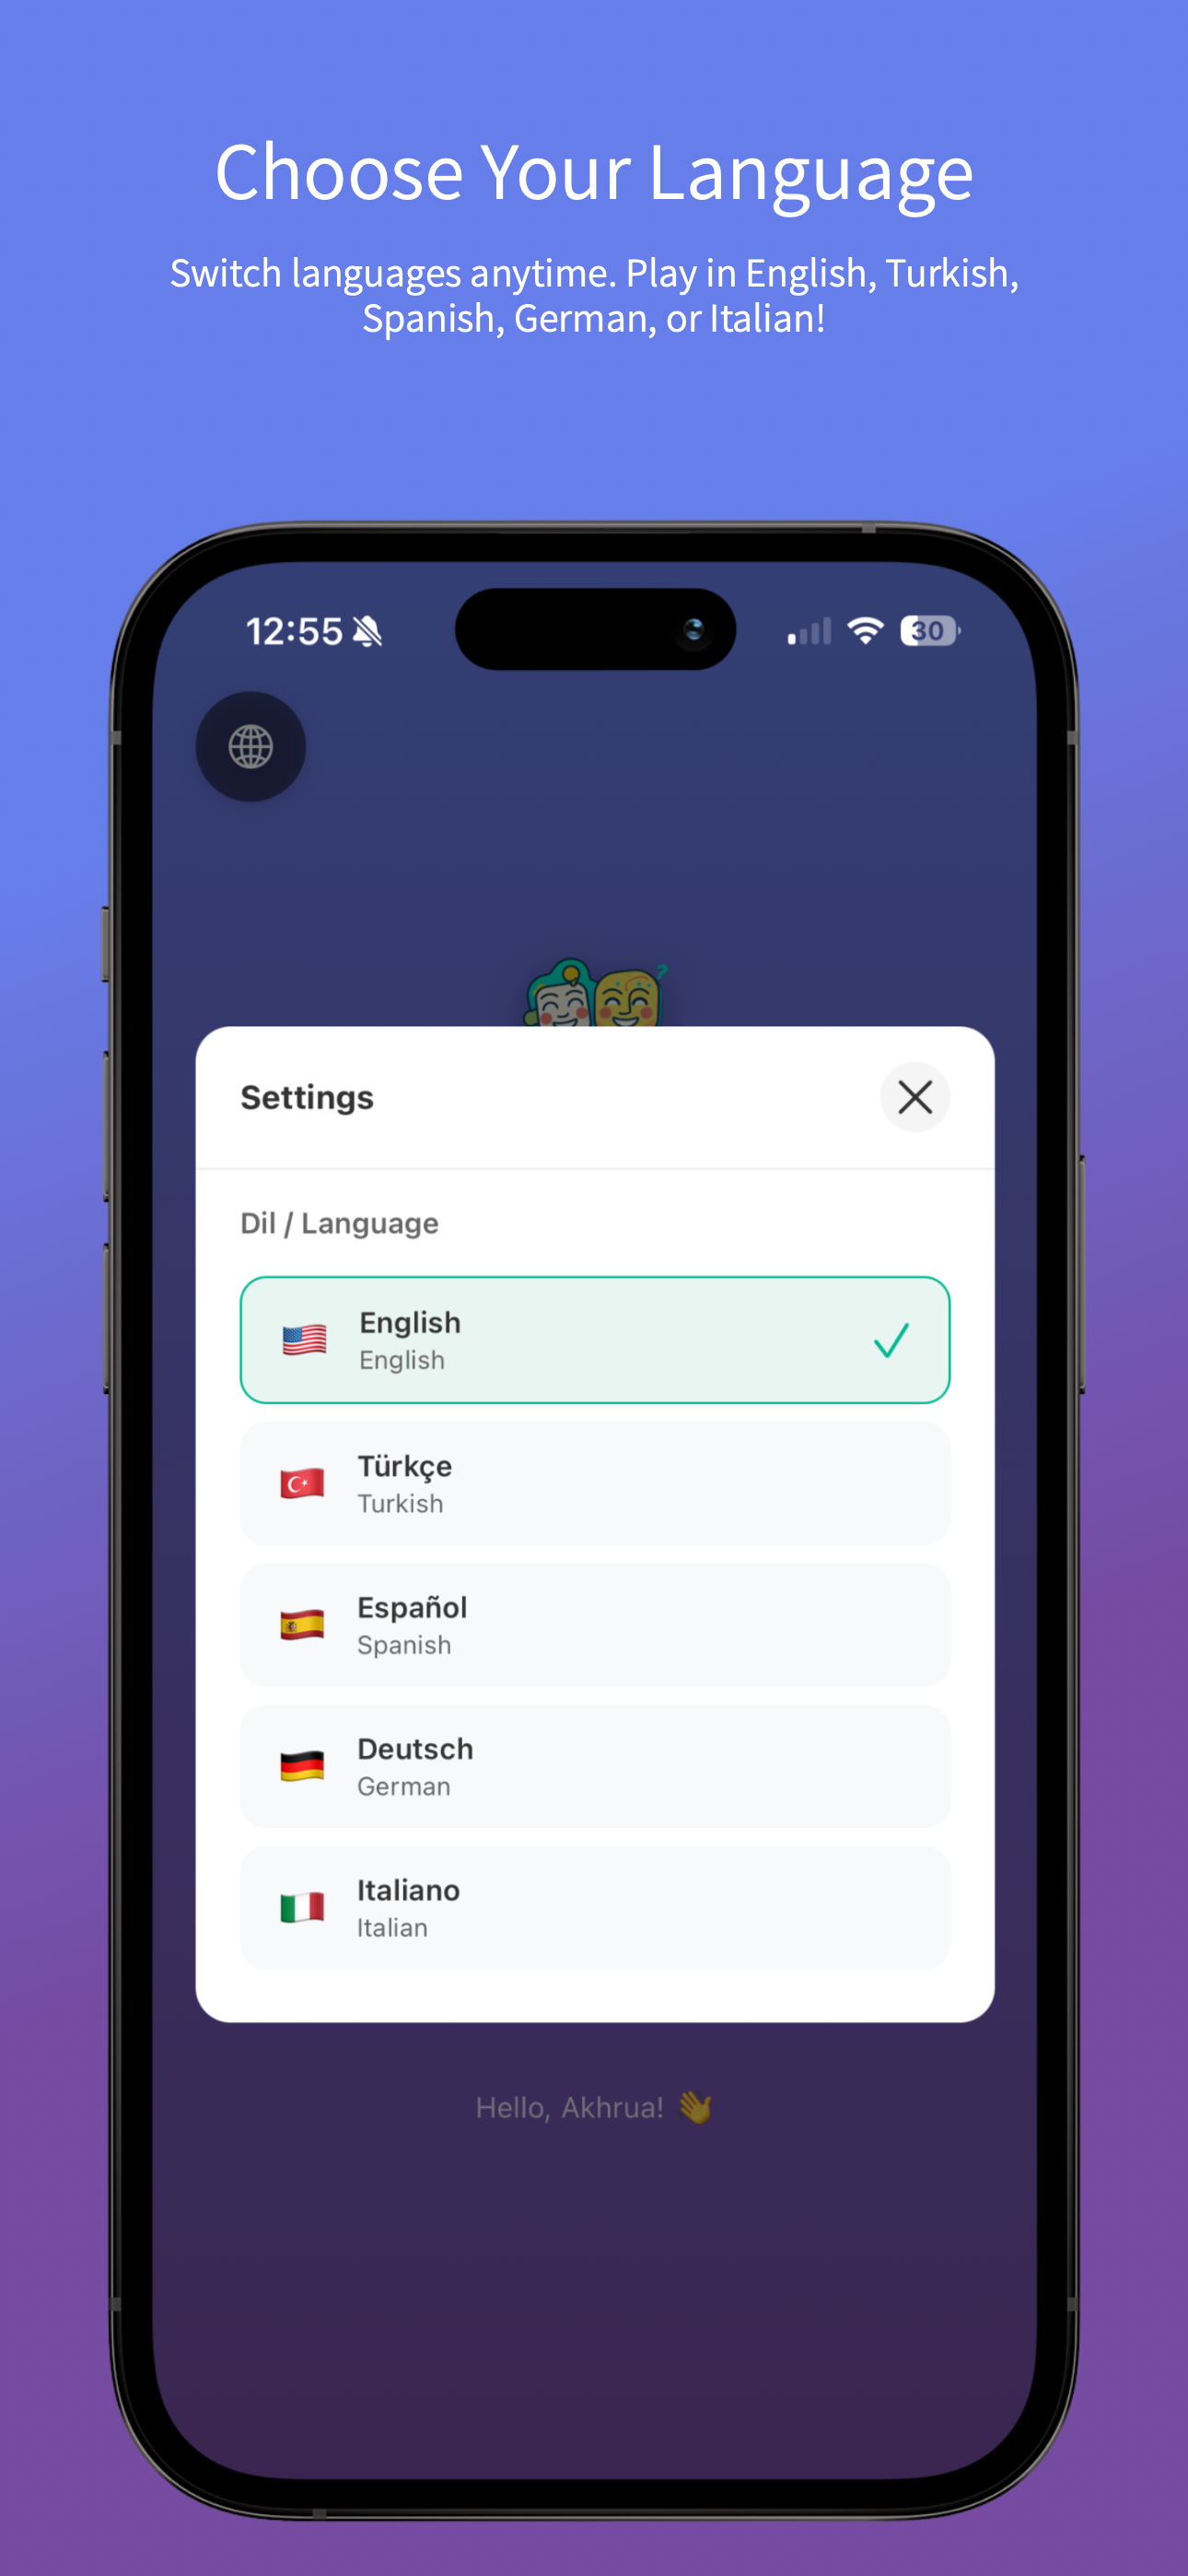 Choose Your Language
Switch languages anytime. Play in English, Turkish,
Spanish, German, or Italian!
12:55
30
?
Settings
Dil / Language
English
English
Türkçe
Turkish
Español
Spanish
Deutsch
German
Italiano
Italian
Hello, Akhrua! 👋